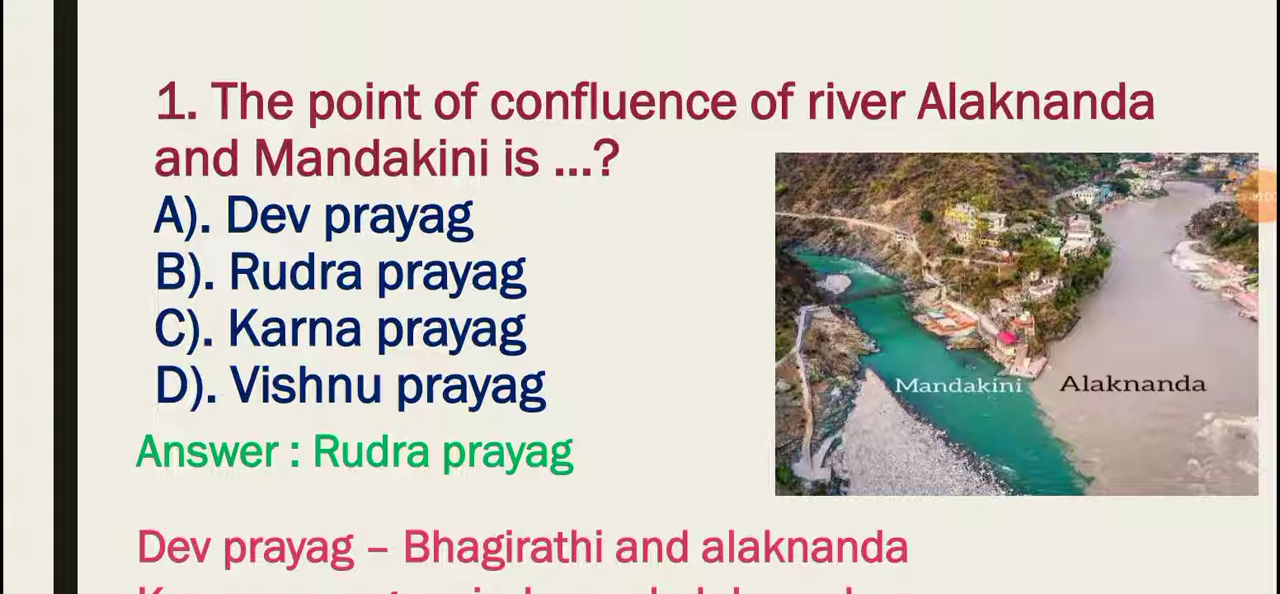 1. The point of confluence of river Alaknanda
and Mandakini is ...?
A). Dev prayag
B). Rudra prayag
C). Karna prayag
D). Vishnu prayag
Mandakini
Alaknanda
Answer : Rudra prayag
Dev prayag – Bhagirathi and alaknanda